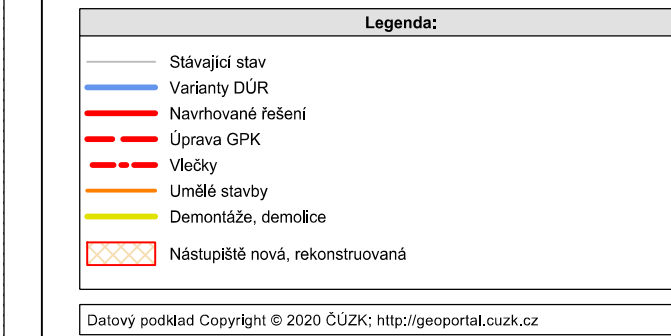 Legenda:
Stávající stav
Varianty DÚR
Navrhované řešení
Úprava GPK
Vlečky
Umělé stavby
Demontáže, demolice
Nástupiště nová, rekonstruovaná
Datový podklad Copyright © 2020 ČÚZK; http://geoportal.cuzk.cz